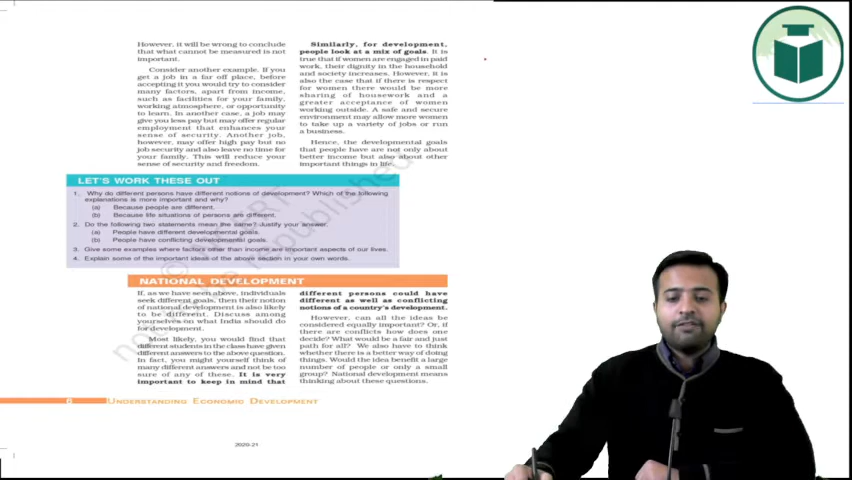 However, it will be wrong to conclude
that what cannot be measured is not
important.
Consider another example. If you
get a job in a far off place, before
accepting it you would try to consider
many factors, apart from income,
such as facilities for your family,
working atmosphere, or opportunity
to learn. In another case, a job may
give you less pay but may offer regular
employment that enhances your
sense of security. Another job,
however, may offer high pay but no
job security and also leave no time for
your family. This will reduce your
sense of security and freedom.
Similarly, for development,
people look at a mix of goals. It is
true that if women are engaged in paid
work, their dignity in the household
and society increases. However, it is
also the case that if there is respect
for women there would be more
sharing of housework and a
greater acceptance of women
working outside. A safe and secure
environment may allow more women
to take up a variety of jobs or run
a business.
Hence, the developmental goals
that people have are not only about
better income but also about other
important things in life.
LET'S WORK THESE OUT
1. Why do different persons have different notions of development? Which of the following
explanations is more important and why?
(a) Because people are different.
(b) Because life situations of persons are different.
2. Do the following two statements mean the same? Justify your answer.
(a) People have different developmental goals.
(b) People have conflicting developmental goals.
3. Give some examples where factors other than income are important aspects of our lives.
4. Explain some of the important ideas of the above section in your own words.
NATIONAL DEVELOPMENT
If, as we have seen above, individuals
seek different goals, then their notion
of national development is also likely
to be different. Discuss among
yourselves on what India should do
for development.
Most likely, you would find that
different students in the class have given
different answers to the above question.
In fact, you might yourself think of
many different answers and not be too
sure of any of these. It is very
important to keep in mind that
different persons could have
different as well as conflicting
notions of a country's development.
However, can all the ideas be
considered equally important? Or, if
there are conflicts how does one
decide? What would be a fair and just
path for all? We also have to think
whether there is a better way of doing
things. Would the idea benefit a large
number of people or only a small
group? National development means
thinking about these questions.
6 UNDERSTANDING ECONOMIC DEVELOPMENT
2020-21